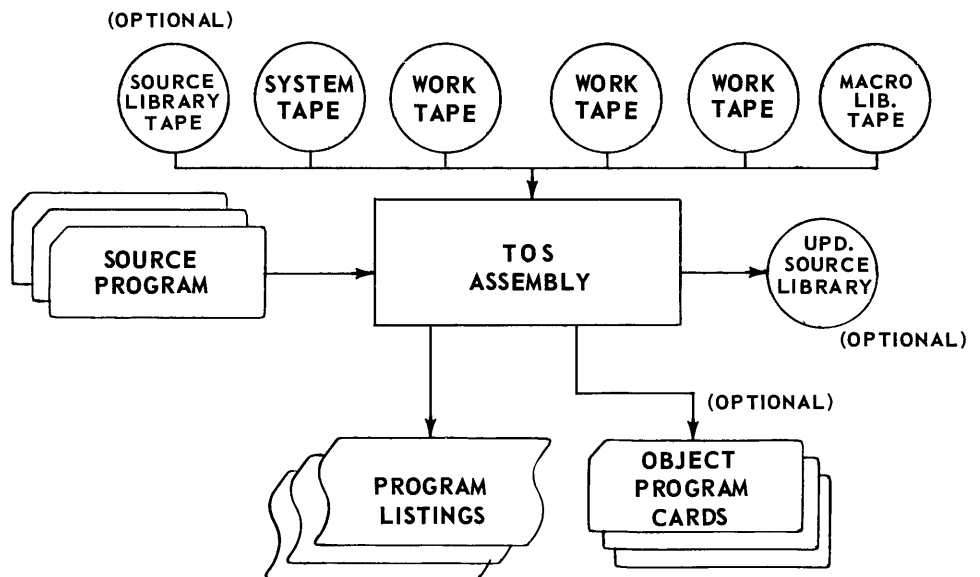 (OPTIONAL)
SOURCE
LIBRARY
TAPE
SYSTEM
TAPE
WORK
TAPE
WORK
TAPE
WORK
TAPE
MACRO
LIB.
TAPE
SOURCE
PROGRAM
TOS
ASSEMBLY
UPD.
SOURCE
LIBRARY
(OPTIONAL)
(OPTIONAL)
PROGRAM
LISTINGS
OBJECT
PROGRAM
CARDS